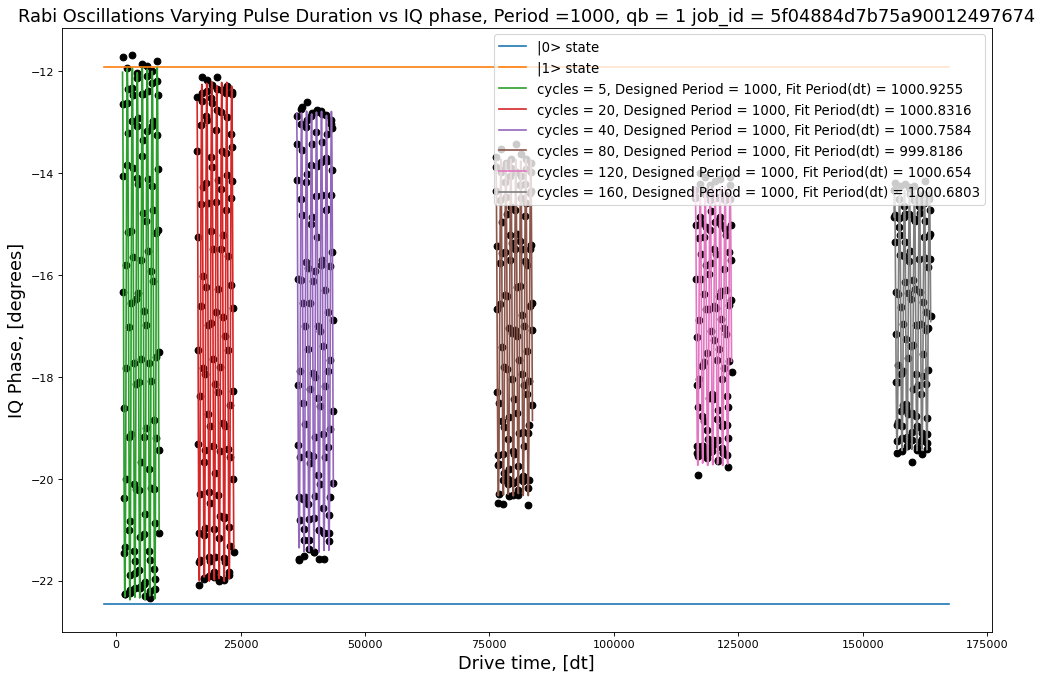 Rabi Oscillations Varying Pulse Duration vs IQ phase, Period =1000, qb = 1 job_id = 5f04884d7b75a90012497674
|0> state
|1> state
cycles = 5, Designed Period = 1000, Fit Period(dt) = 1000.9255
cycles = 20, Designed Period = 1000, Fit Period(dt) = 1000.8316
cycles = 40, Designed Period = 1000, Fit Period(dt) = 1000.7584
cycles = 80, Designed Period = 1000, Fit Period(dt) = 999.8186
cycles = 120, Designed Period = 1000, Fit Period(dt) = 1000.654
cycles = 160, Designed Period = 1000, Fit Period(dt) = 1000.6803
IQ Phase, [degrees]
−12
−14
−16
−18
−20
−22
0 25000 50000 75000 100000 125000 150000 175000
Drive time, [dt]